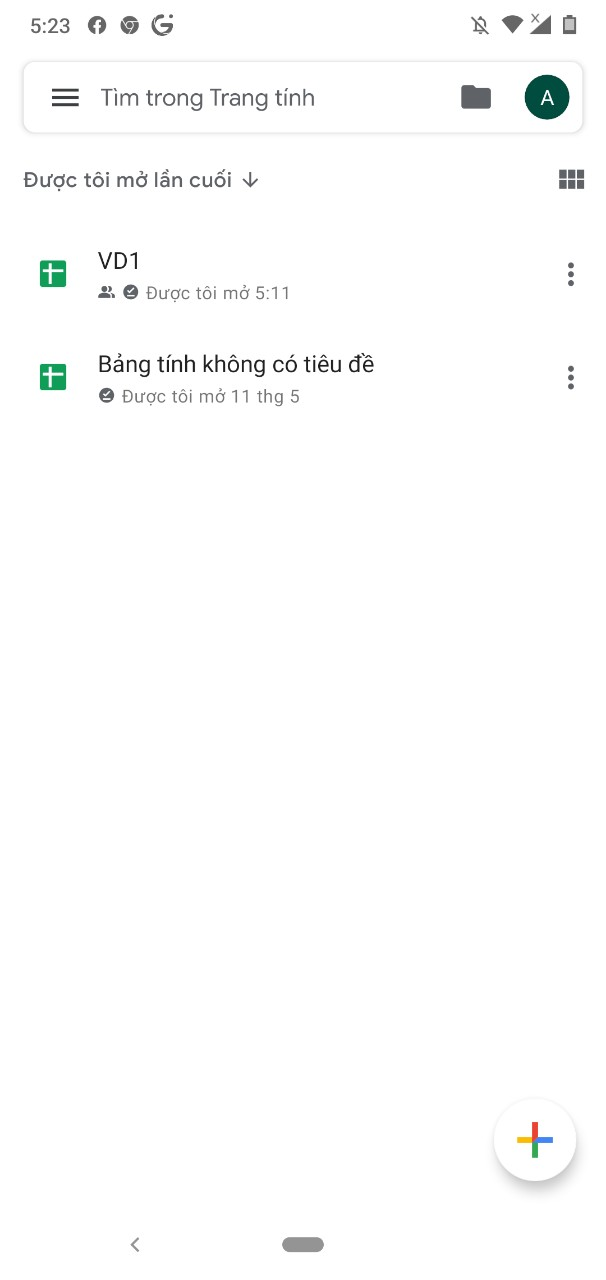 5:23
Tìm trong Trang tính
A
Được tôi mở lần cuối
VD1
Được tôi mở 5:11
Bảng tính không có tiêu đề
Được tôi mở 11 thg 5